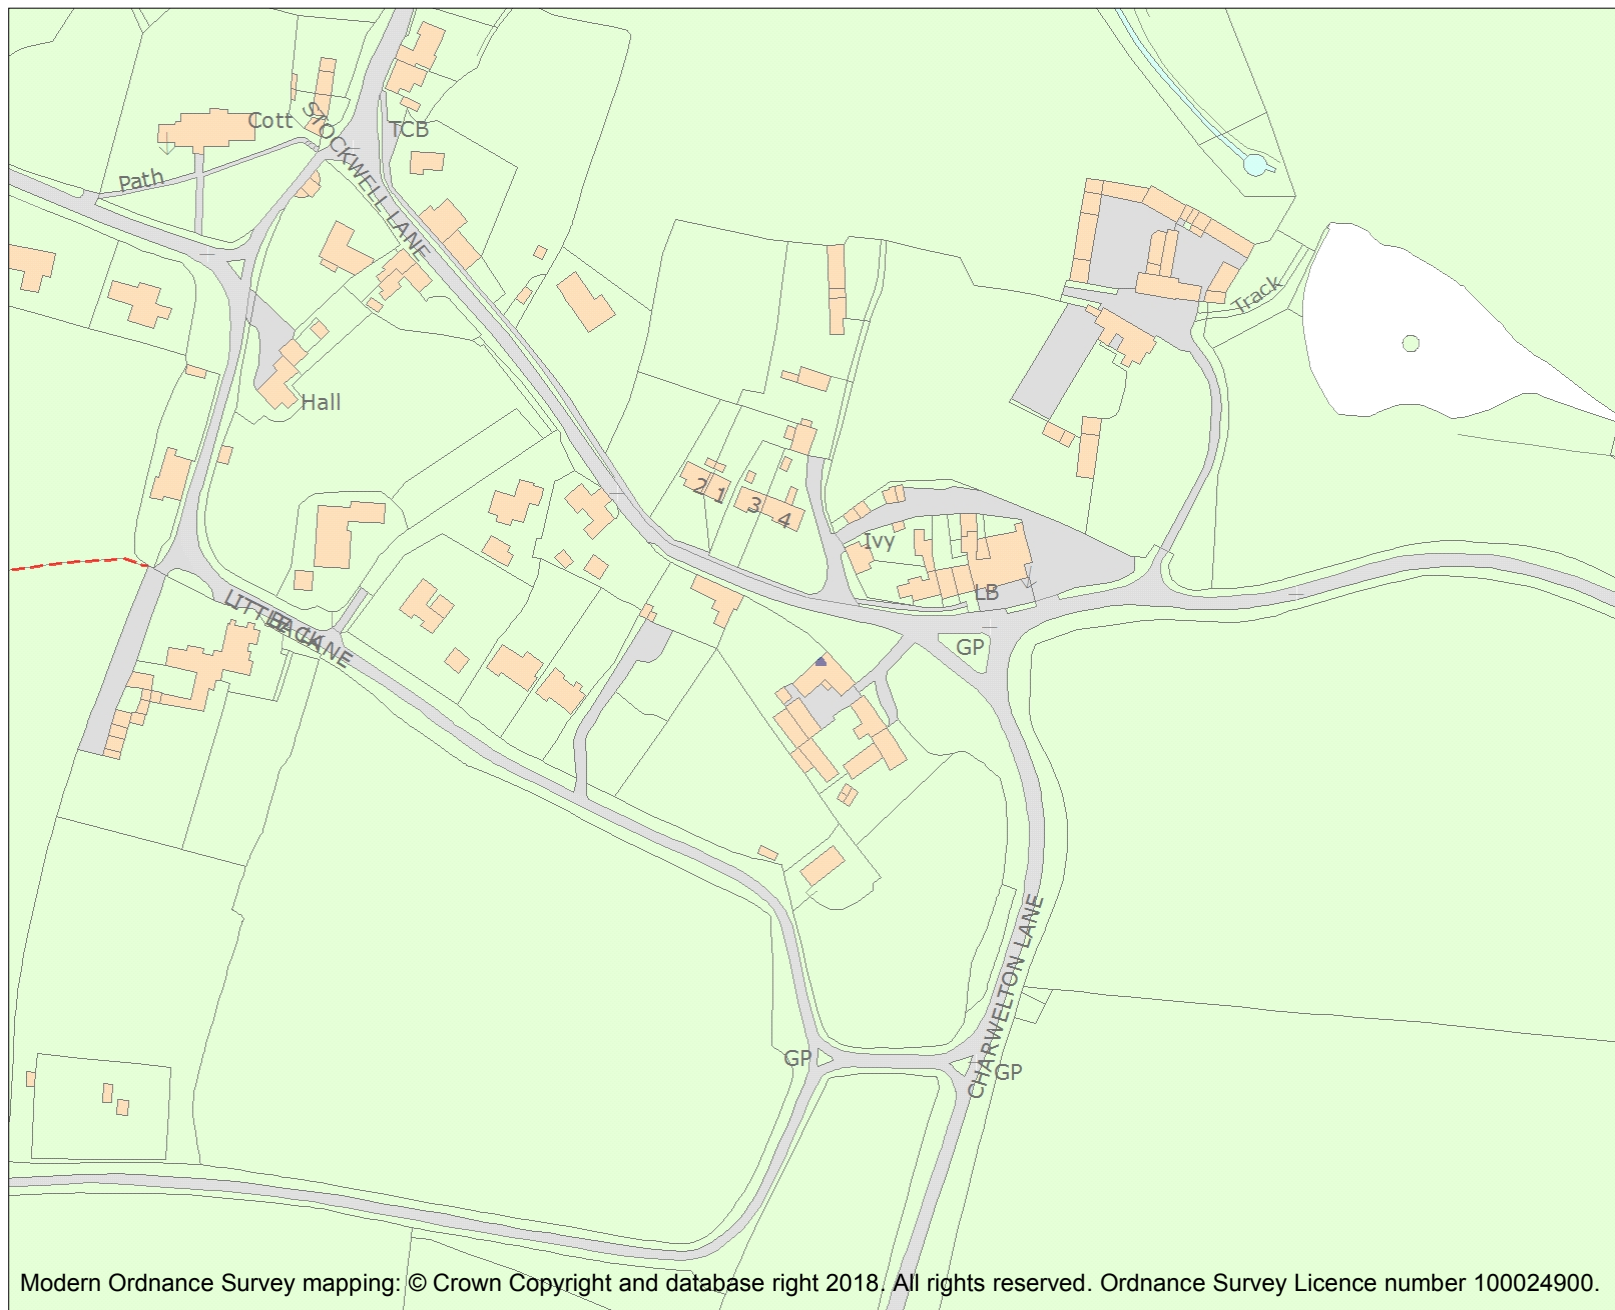 Cott
STOCKWELL LANE
TCB
Path
Track
Hall
2
1
3
4
Ivy
LB
LITTLE LANE
BACK LANE
GP
CHARWELTON LANE
GP
GP
Modern Ordnance Survey mapping: © Crown Copyright and database right 2018. All rights reserved. Ordnance Survey Licence number 100024900.